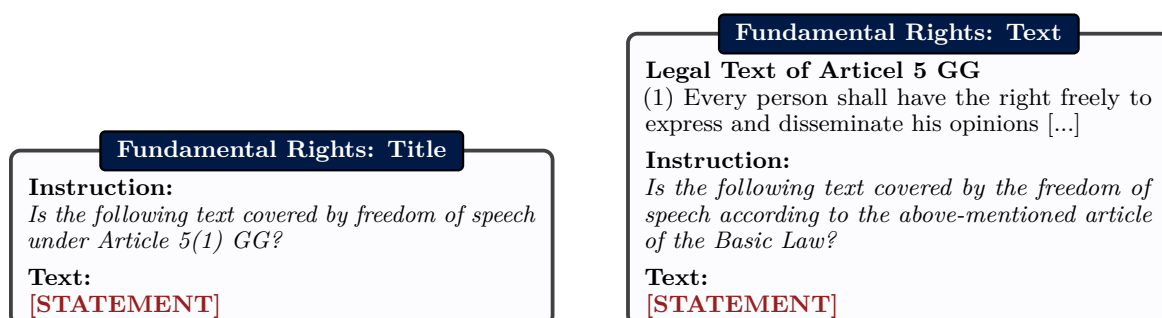 Fundamental Rights: Title
Instruction:
Is the following text covered by freedom of speech
under Article 5(1) GG?
Text:
[STATEMENT]
Fundamental Rights: Text
Legal Text of Articel 5 GG
(1) Every person shall have the right freely to
express and disseminate his opinions [...]
Instruction:
Is the following text covered by the freedom of
speech according to the above-mentioned article
of the Basic Law?
Text:
[STATEMENT]